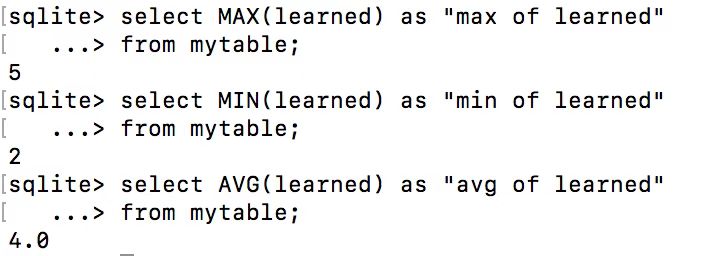 [sqlite> select MAX(learned) as "max of learned"
[   ...> from mytable;
5
[sqlite> select MIN(learned) as "min of learned"
[   ...> from mytable;
2
[sqlite> select AVG(learned) as "avg of learned"
[   ...> from mytable;
4.0